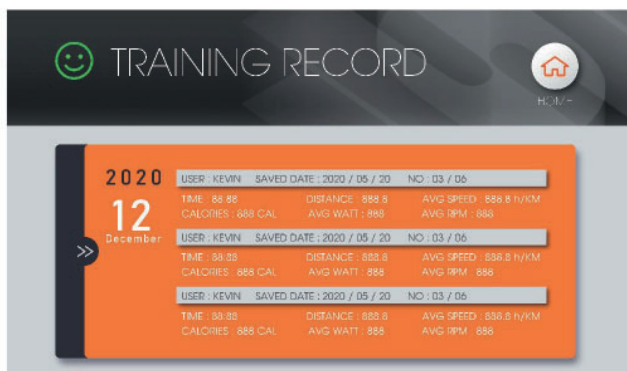 TRAINING RECORD
HOME
2020
12
December
USER : KEVIN SAVED DATE : 2020 / 05 / 20 NO : 03 / 06
TIME : 88:88 DISTANCE : 888.8 AVG SPEED : 888.8 h/KM
CALORIES : 888 CAL AVG WATT : 888 AVG RPM : 888
USER : KEVIN SAVED DATE : 2020 / 05 / 20 NO : 03 / 06
TIME : 88:88 DISTANCE : 888.8 AVG SPEED : 888.8 h/KM
CALORIES : 888 CAL AVG WATT : 888 AVG RPM : 888
USER : KEVIN SAVED DATE : 2020 / 05 / 20 NO : 03 / 06
TIME : 88:88 DISTANCE : 888.8 AVG SPEED : 888.8 h/KM
CALORIES : 888 CAL AVG WATT : 888 AVG RPM : 888